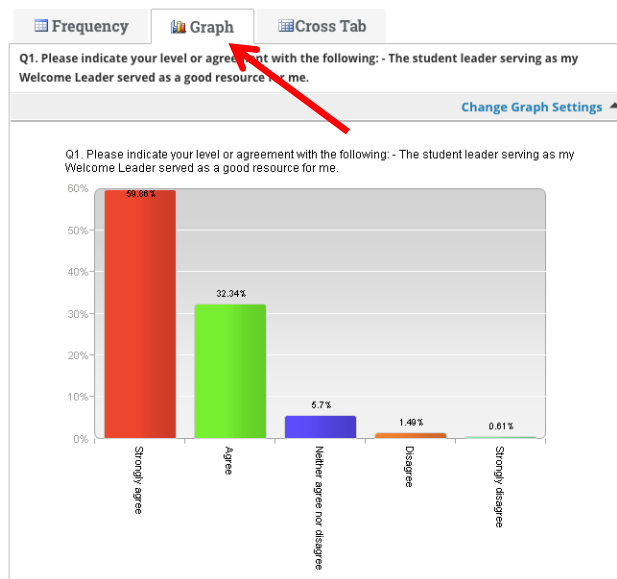 Frequency
Graph
Cross Tab
Q1. Please indicate your level or agreement with the following: - The student leader serving as my
Welcome Leader served as a good resource for me.
Change Graph Settings
Q1. Please indicate your level or agreement with the following: - The student leader serving as my
Welcome Leader served as a good resource for me.
60%
50%
40%
30%
20%
10%
0%
59.86%
32.34%
5.7%
1.49%
0.61%
Strongly agree
Agree
Neither agree nor disagree
Disagree
Strongly disagree